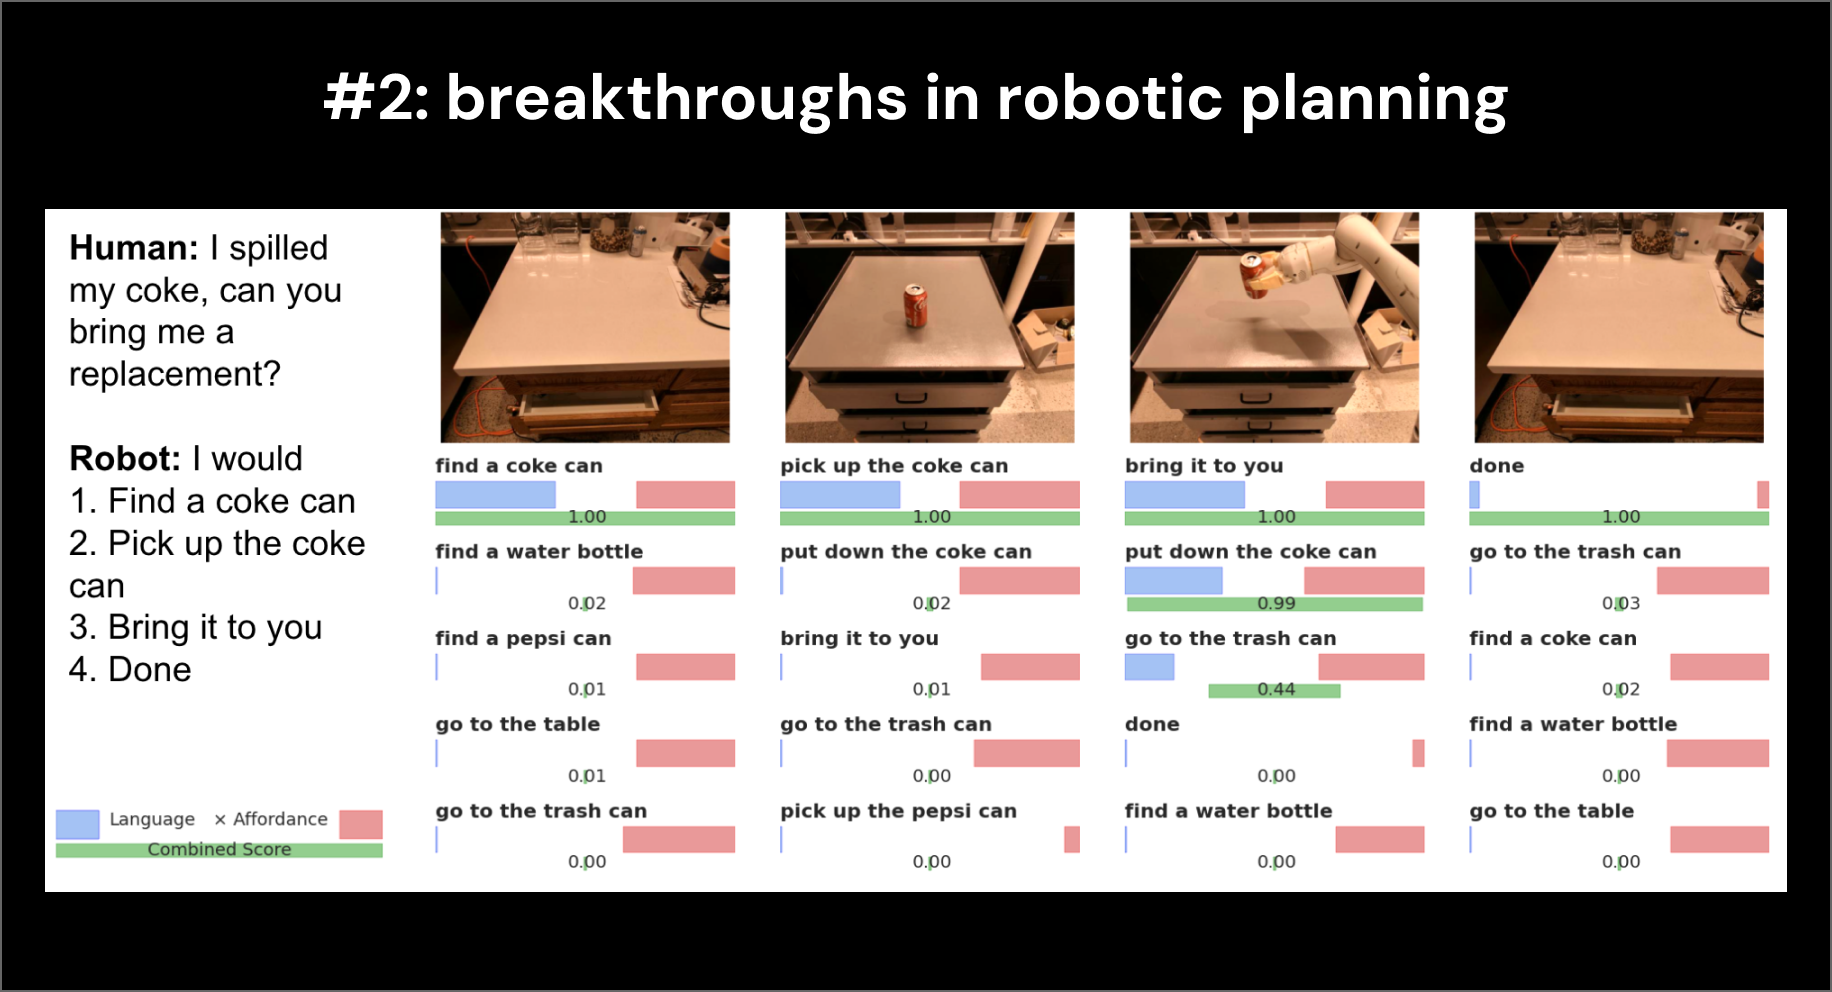 #2: breakthroughs in robotic planning
Human: I spilled
my coke, can you
bring me a
replacement?
Robot: I would
1. Find a coke can
2. Pick up the coke
can
3. Bring it to you
4. Done
Language × Affordance
Combined Score
find a coke can
1.00
find a water bottle
0.02
find a pepsi can
0.01
go to the table
0.01
go to the trash can
0.00
pick up the coke can
1.00
put down the coke can
0.02
bring it to you
0.01
go to the trash can
0.00
pick up the pepsi can
0.00
bring it to you
1.00
put down the coke can
0.99
go to the trash can
0.44
done
0.00
find a water bottle
0.00
done
1.00
go to the trash can
0.03
find a coke can
0.02
find a water bottle
0.00
go to the table
0.00